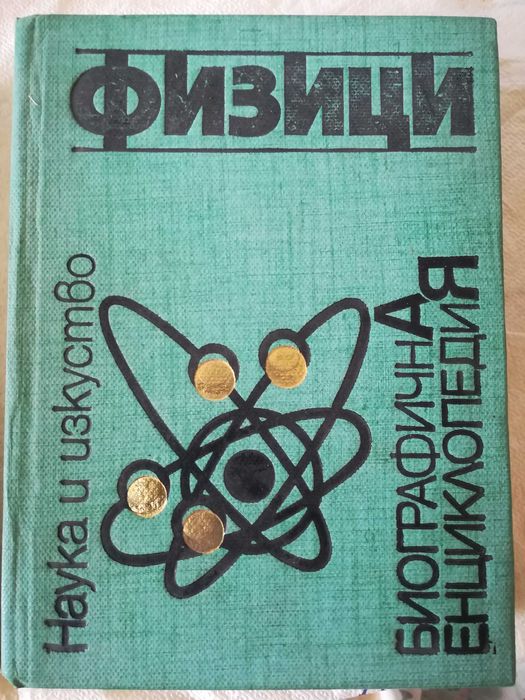 ФИЗИЦИ
Наука и изкуство
БИОГРАФИЧНА
ЕНЦИКЛОПЕДИЯ